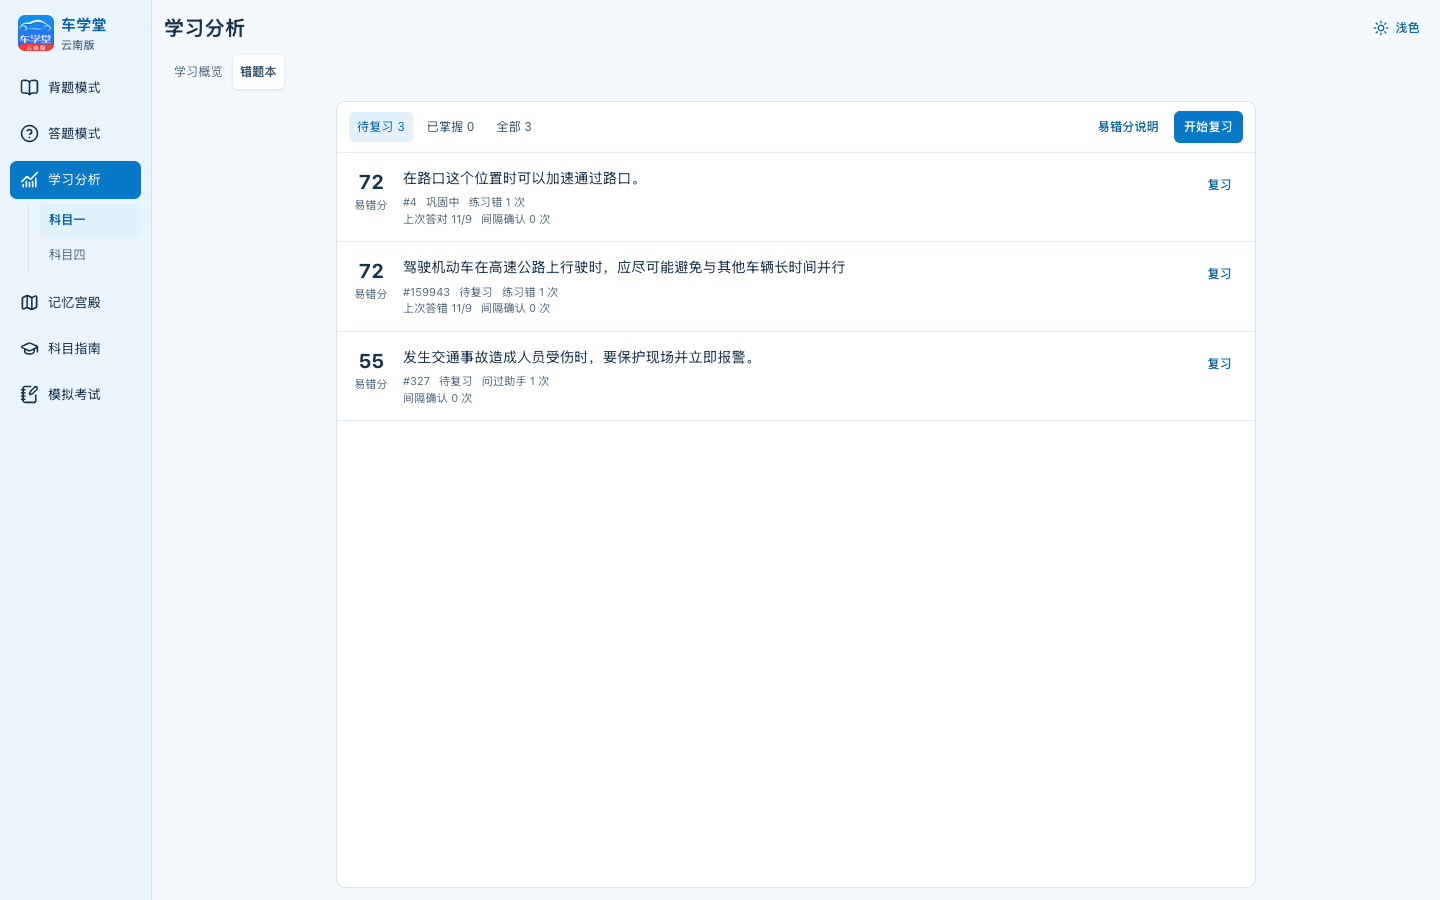 车学堂
云南版
车学堂
云南版
背题模式
答题模式
学习分析
科目一
科目四
记忆宫殿
科目指南
模拟考试
学习分析
浅色
学习概览 错题本
待复习 3 已掌握 0 全部 3 易错分说明 开始复习
72 在路口这个位置时可以加速通过路口。 复习
易错分 #4 巩固中 练习错 1 次
上次答对 11/9 间隔确认 0 次
72 驾驶机动车在高速公路上行驶时，应尽可能避免与其他车辆长时间并行 复习
易错分 #159943 待复习 练习错 1 次
上次答错 11/9 间隔确认 0 次
55 发生交通事故造成人员受伤时，要保护现场并立即报警。 复习
易错分 #327 待复习 问过助手 1 次
间隔确认 0 次